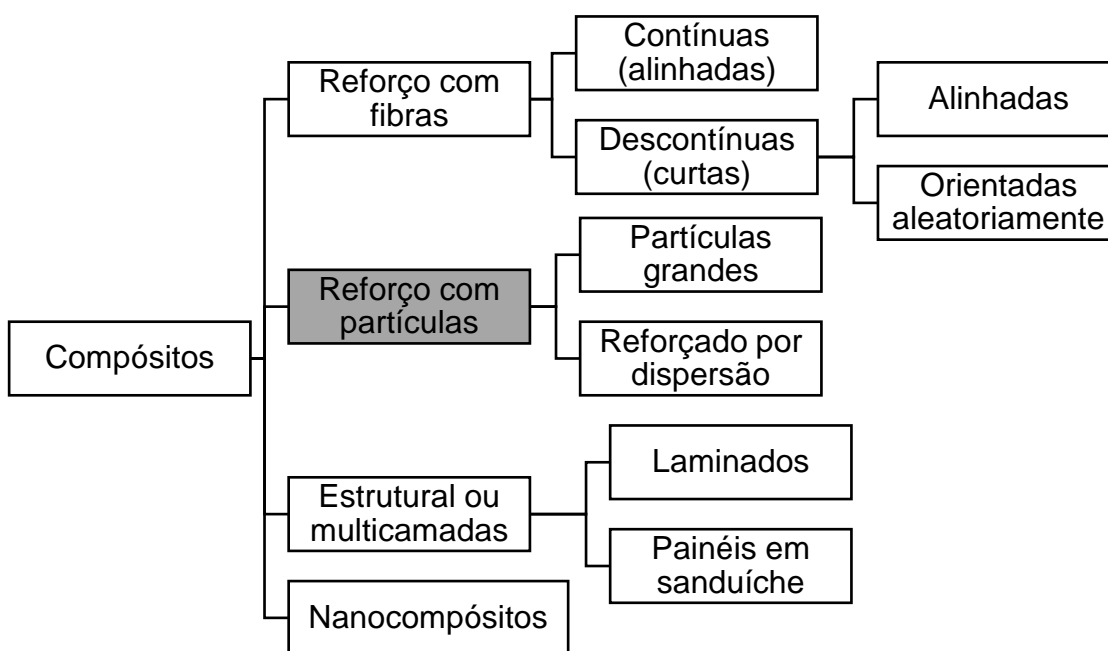 Compósitos
Reforço com
fibras
Contínuas
(alinhadas)
Descontínuas
(curtas)
Alinhadas
Orientadas
aleatoriamente
Reforço com
partículas
Partículas
grandes
Reforçado por
dispersão
Estrutural ou
multicamadas
Laminados
Painéis em
sanduíche
Nanocompósitos